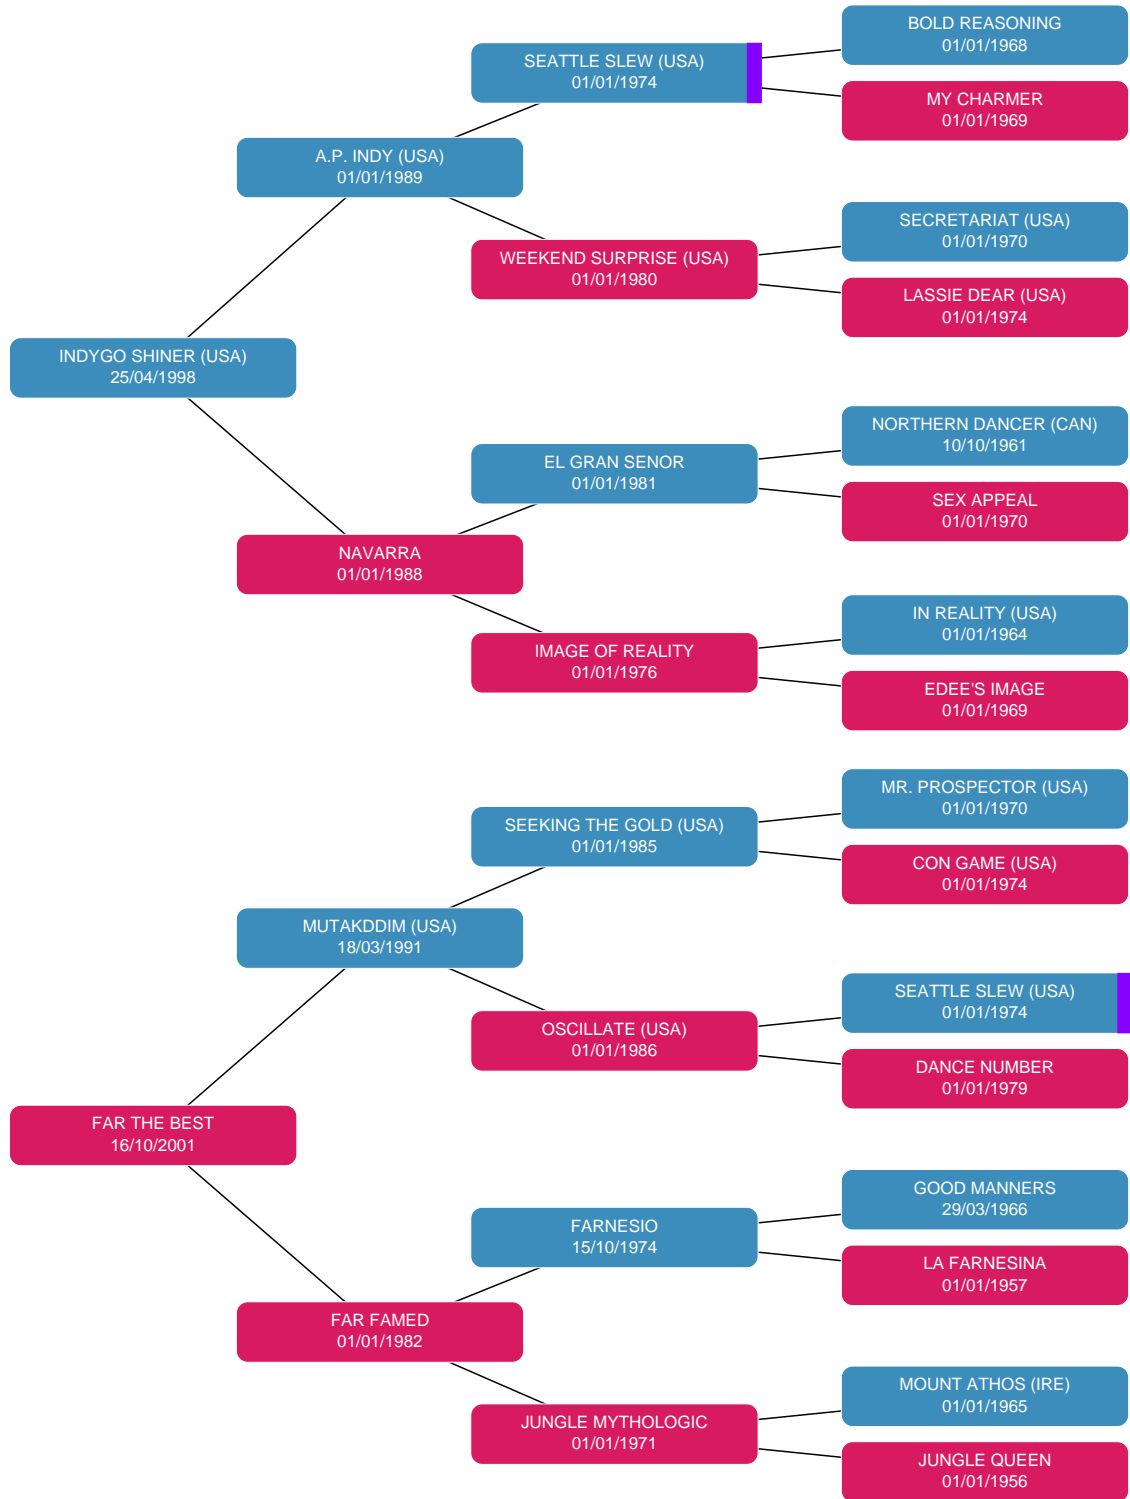 BOLD REASONING
01/01/1968
SEATTLE SLEW (USA)
01/01/1974
MY CHARMER
01/01/1969
A.P. INDY (USA)
01/01/1989
SECRETARIAT (USA)
01/01/1970
WEEKEND SURPRISE (USA)
01/01/1980
LASSIE DEAR (USA)
01/01/1974
INDYGO SHINER (USA)
25/04/1998
NORTHERN DANCER (CAN)
10/10/1961
EL GRAN SENOR
01/01/1981
SEX APPEAL
01/01/1970
NAVARRA
01/01/1988
IN REALITY (USA)
01/01/1964
IMAGE OF REALITY
01/01/1976
EDEE'S IMAGE
01/01/1969
MR. PROSPECTOR (USA)
01/01/1970
SEEKING THE GOLD (USA)
01/01/1985
CON GAME (USA)
01/01/1974
MUTAKDDIM (USA)
18/03/1991
SEATTLE SLEW (USA)
01/01/1974
OSCILLATE (USA)
01/01/1986
DANCE NUMBER
01/01/1979
FAR THE BEST
16/10/2001
GOOD MANNERS
29/03/1966
FARNESIO
15/10/1974
LA FARNESINA
01/01/1957
FAR FAMED
01/01/1982
MOUNT ATHOS (IRE)
01/01/1965
JUNGLE MYTHOLOGIC
01/01/1971
JUNGLE QUEEN
01/01/1956